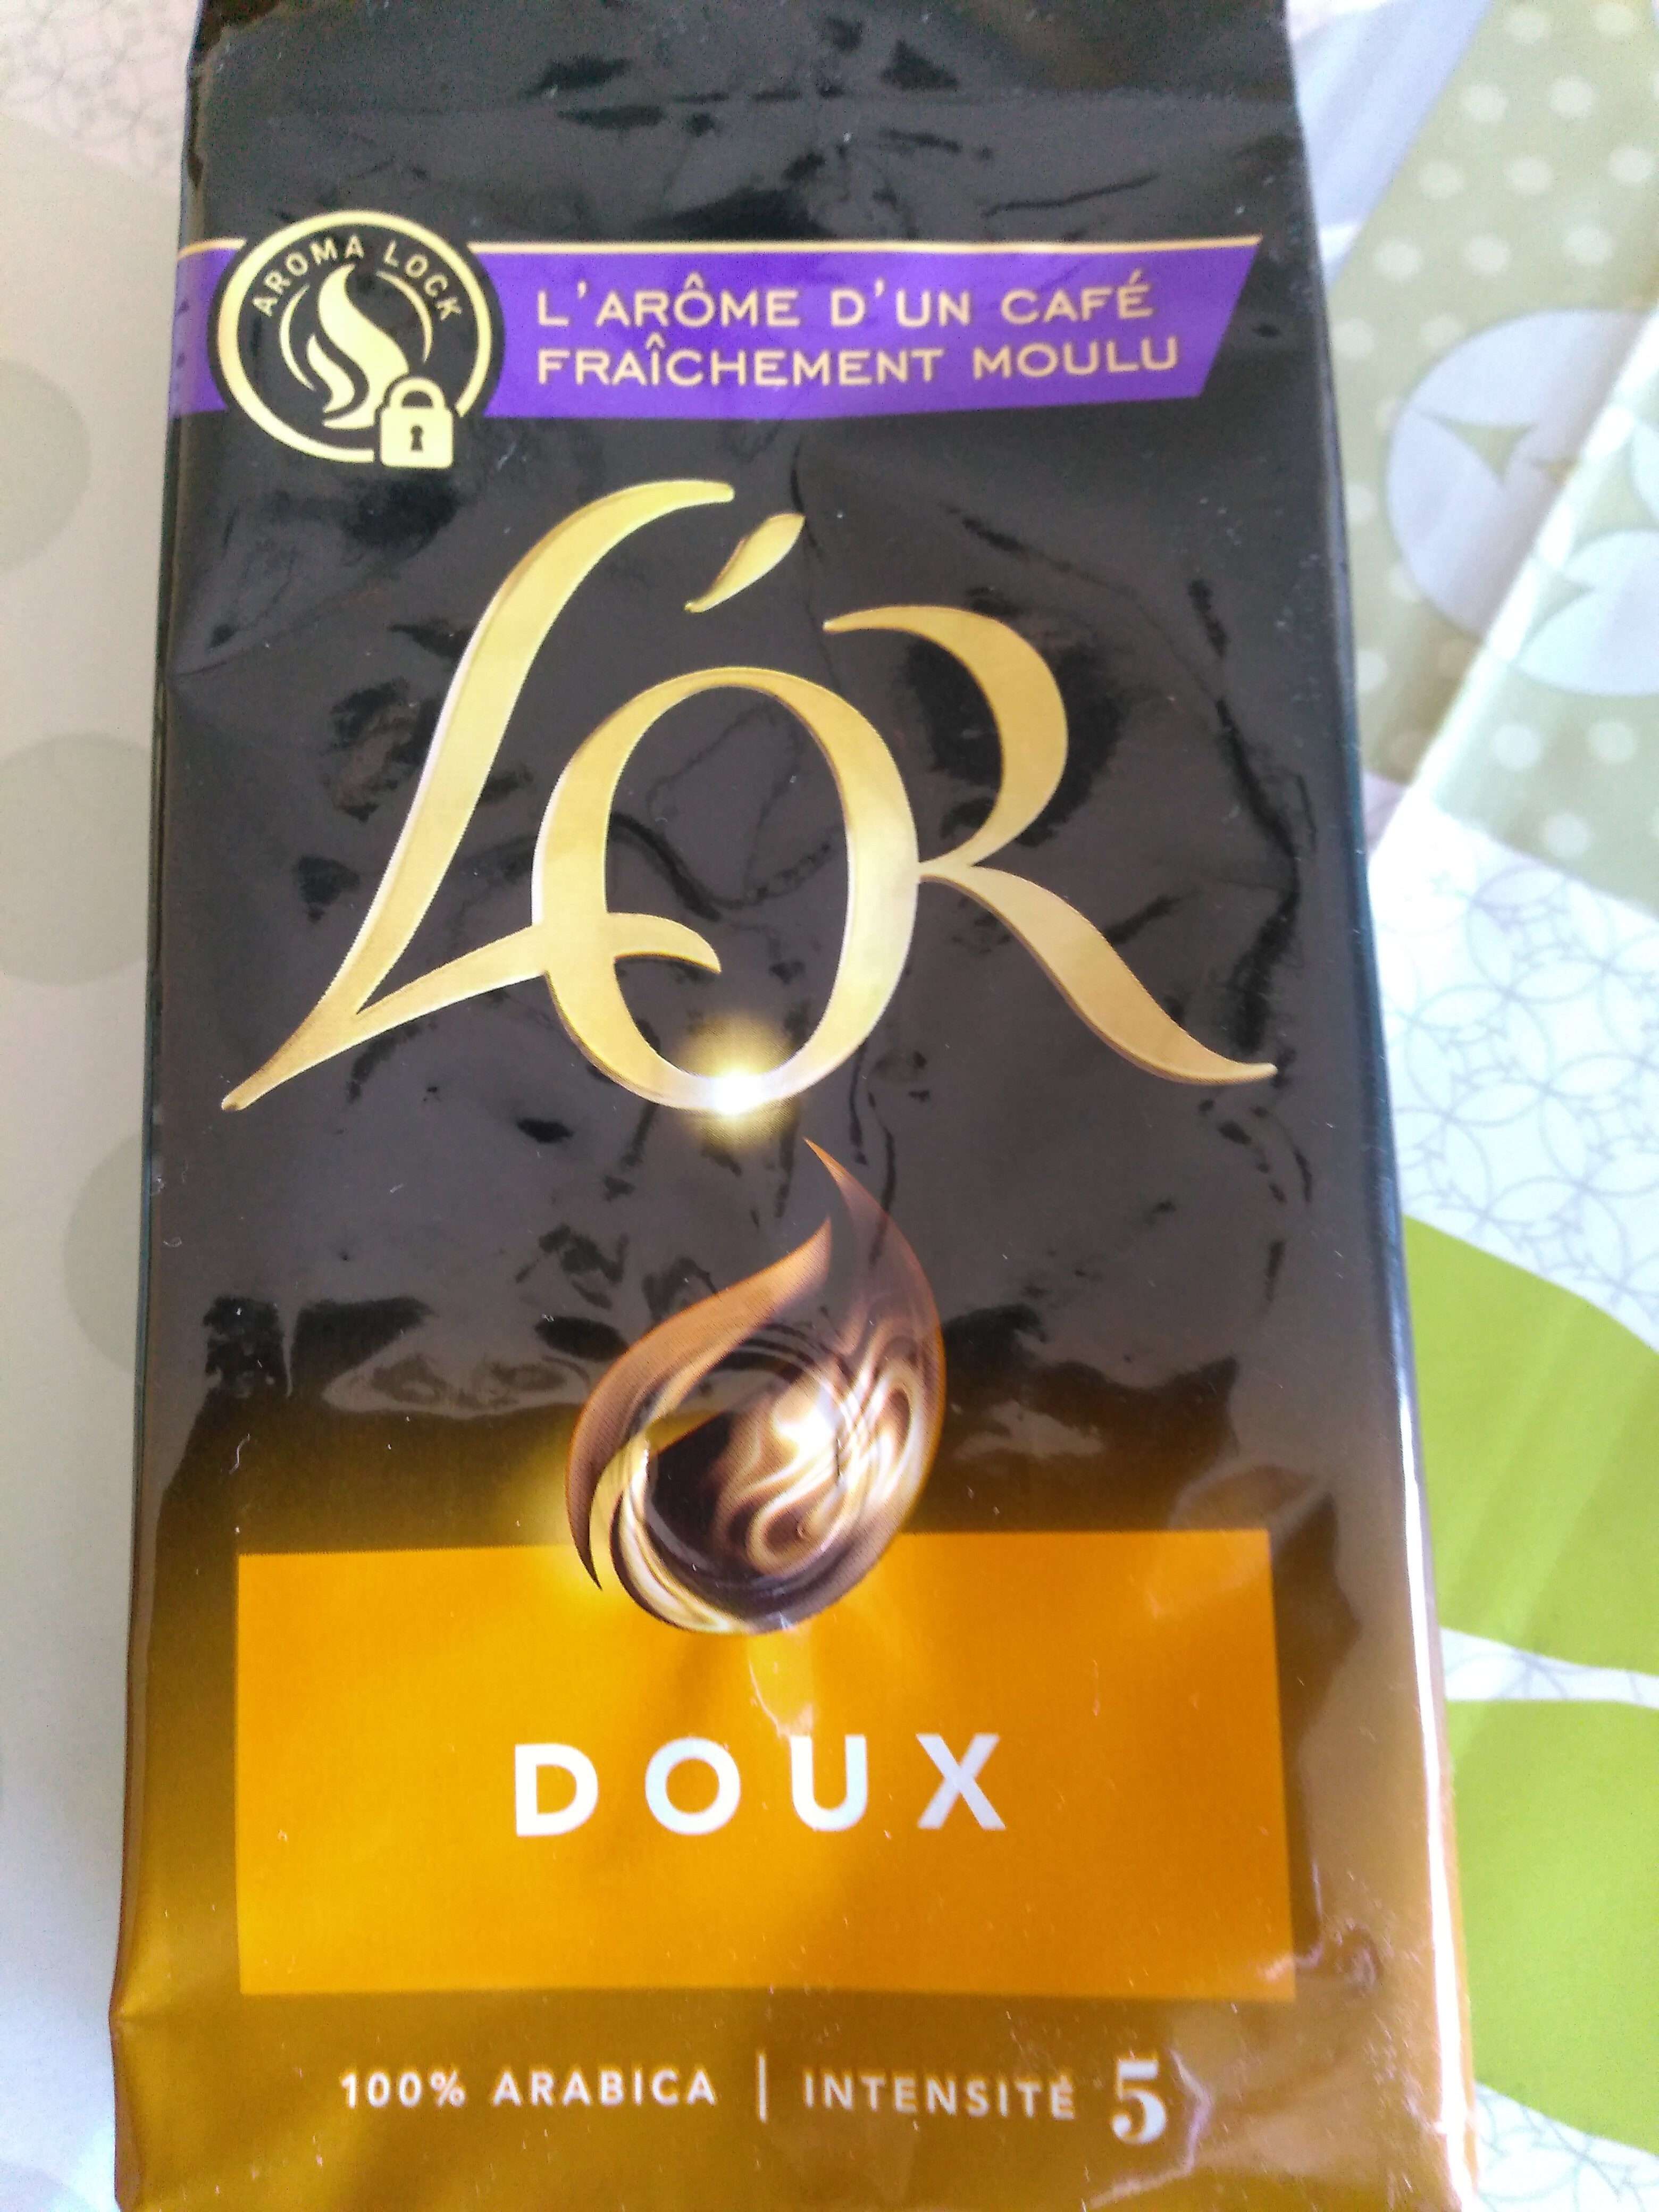 AROMA LOCK
L'ARÔME D'UN CAFÉ
FRAÎCHEMENT MOULU
L'OR
DOUX
100% ARABICA | INTENSITÉ 5